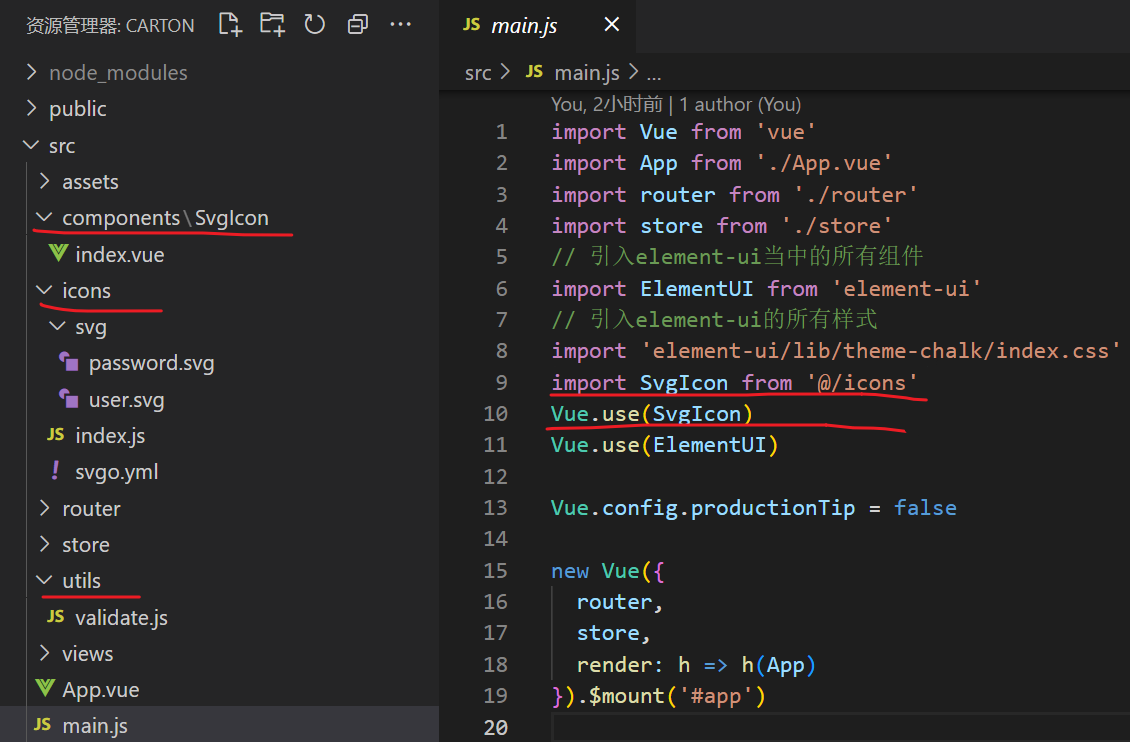 资源管理器: CARTON
node_modules
public
src
assets
components\SvgIcon
index.vue
icons
svg
password.svg
user.svg
JS index.js
! svgo.yml
router
store
utils
JS validate.js
views
App.vue
JS main.js
JS main.js
src > JS main.js > ...
You, 2小时前 | 1 author (You)
1 import Vue from 'vue'
2 import App from './App.vue'
3 import router from './router'
4 import store from './store'
5 // 引入element-ui当中的所有组件
6 import ElementUI from 'element-ui'
7 // 引入element-ui的所有样式
8 import 'element-ui/lib/theme-chalk/index.css'
9 import SvgIcon from '@/icons'
10 Vue.use(SvgIcon)
11 Vue.use(ElementUI)
12
13 Vue.config.productionTip = false
14
15 new Vue({
16 router,
17 store,
18 render: h => h(App)
19 }).$mount('#app')
20